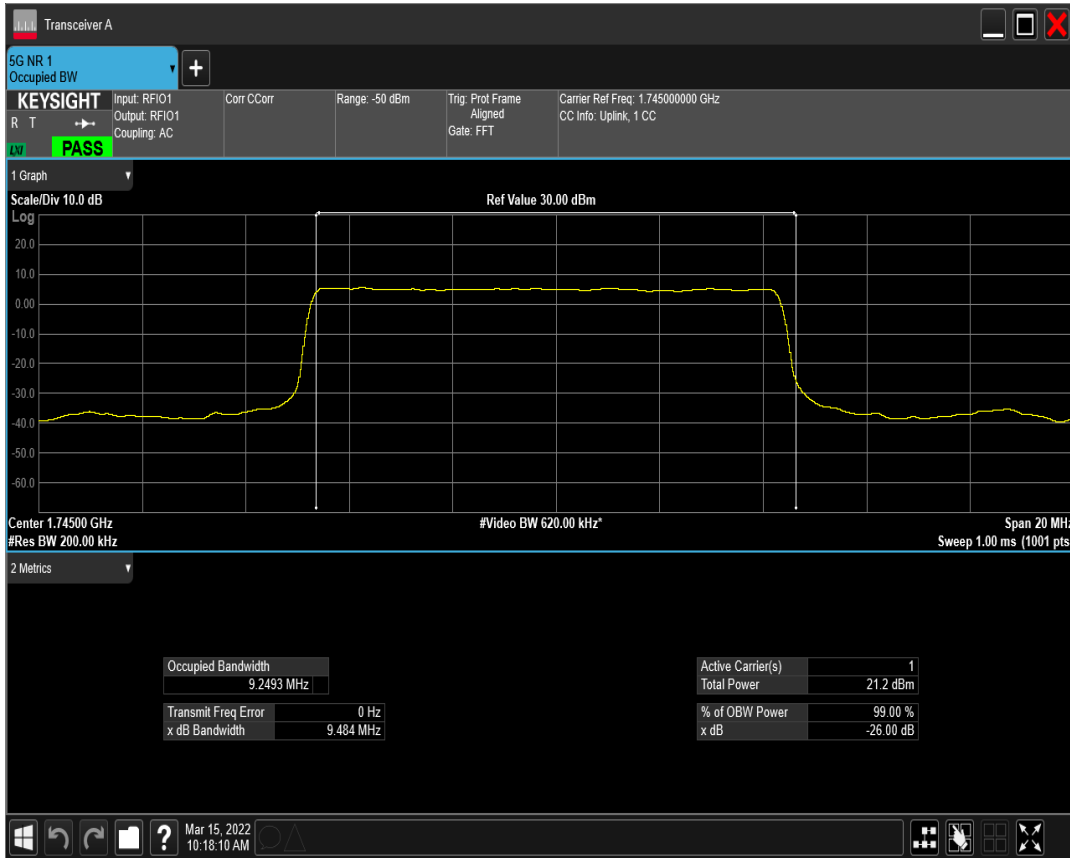 Transceiver A
5G NR 1
Occupied BW
KEYSIGHT
R T
LXI
PASS
Input: RFIO1
Output: RFIO1
Coupling: AC
Corr CCorr
Range: -50 dBm
Trig: Prot Frame
Aligned
Gate: FFT
Carrier Ref Freq: 1.745000000 GHz
CC Info: Uplink, 1 CC
1 Graph
Scale/Div 10.0 dB
Ref Value 30.00 dBm
Log
20.0
10.0
0.00
-10.0
-20.0
-30.0
-40.0
-50.0
-60.0
Center 1.74500 GHz
#Video BW 620.00 kHz*
Span 20 MHz
#Res BW 200.00 kHz
Sweep 1.00 ms (1001 pts
2 Metrics
Occupied Bandwidth
9.2493 MHz
Transmit Freq Error 0 Hz
x dB Bandwidth 9.484 MHz
Active Carrier(s) 1
Total Power 21.2 dBm
% of OBW Power 99.00 %
x dB -26.00 dB
?
Mar 15, 2022
10:18:10 AM